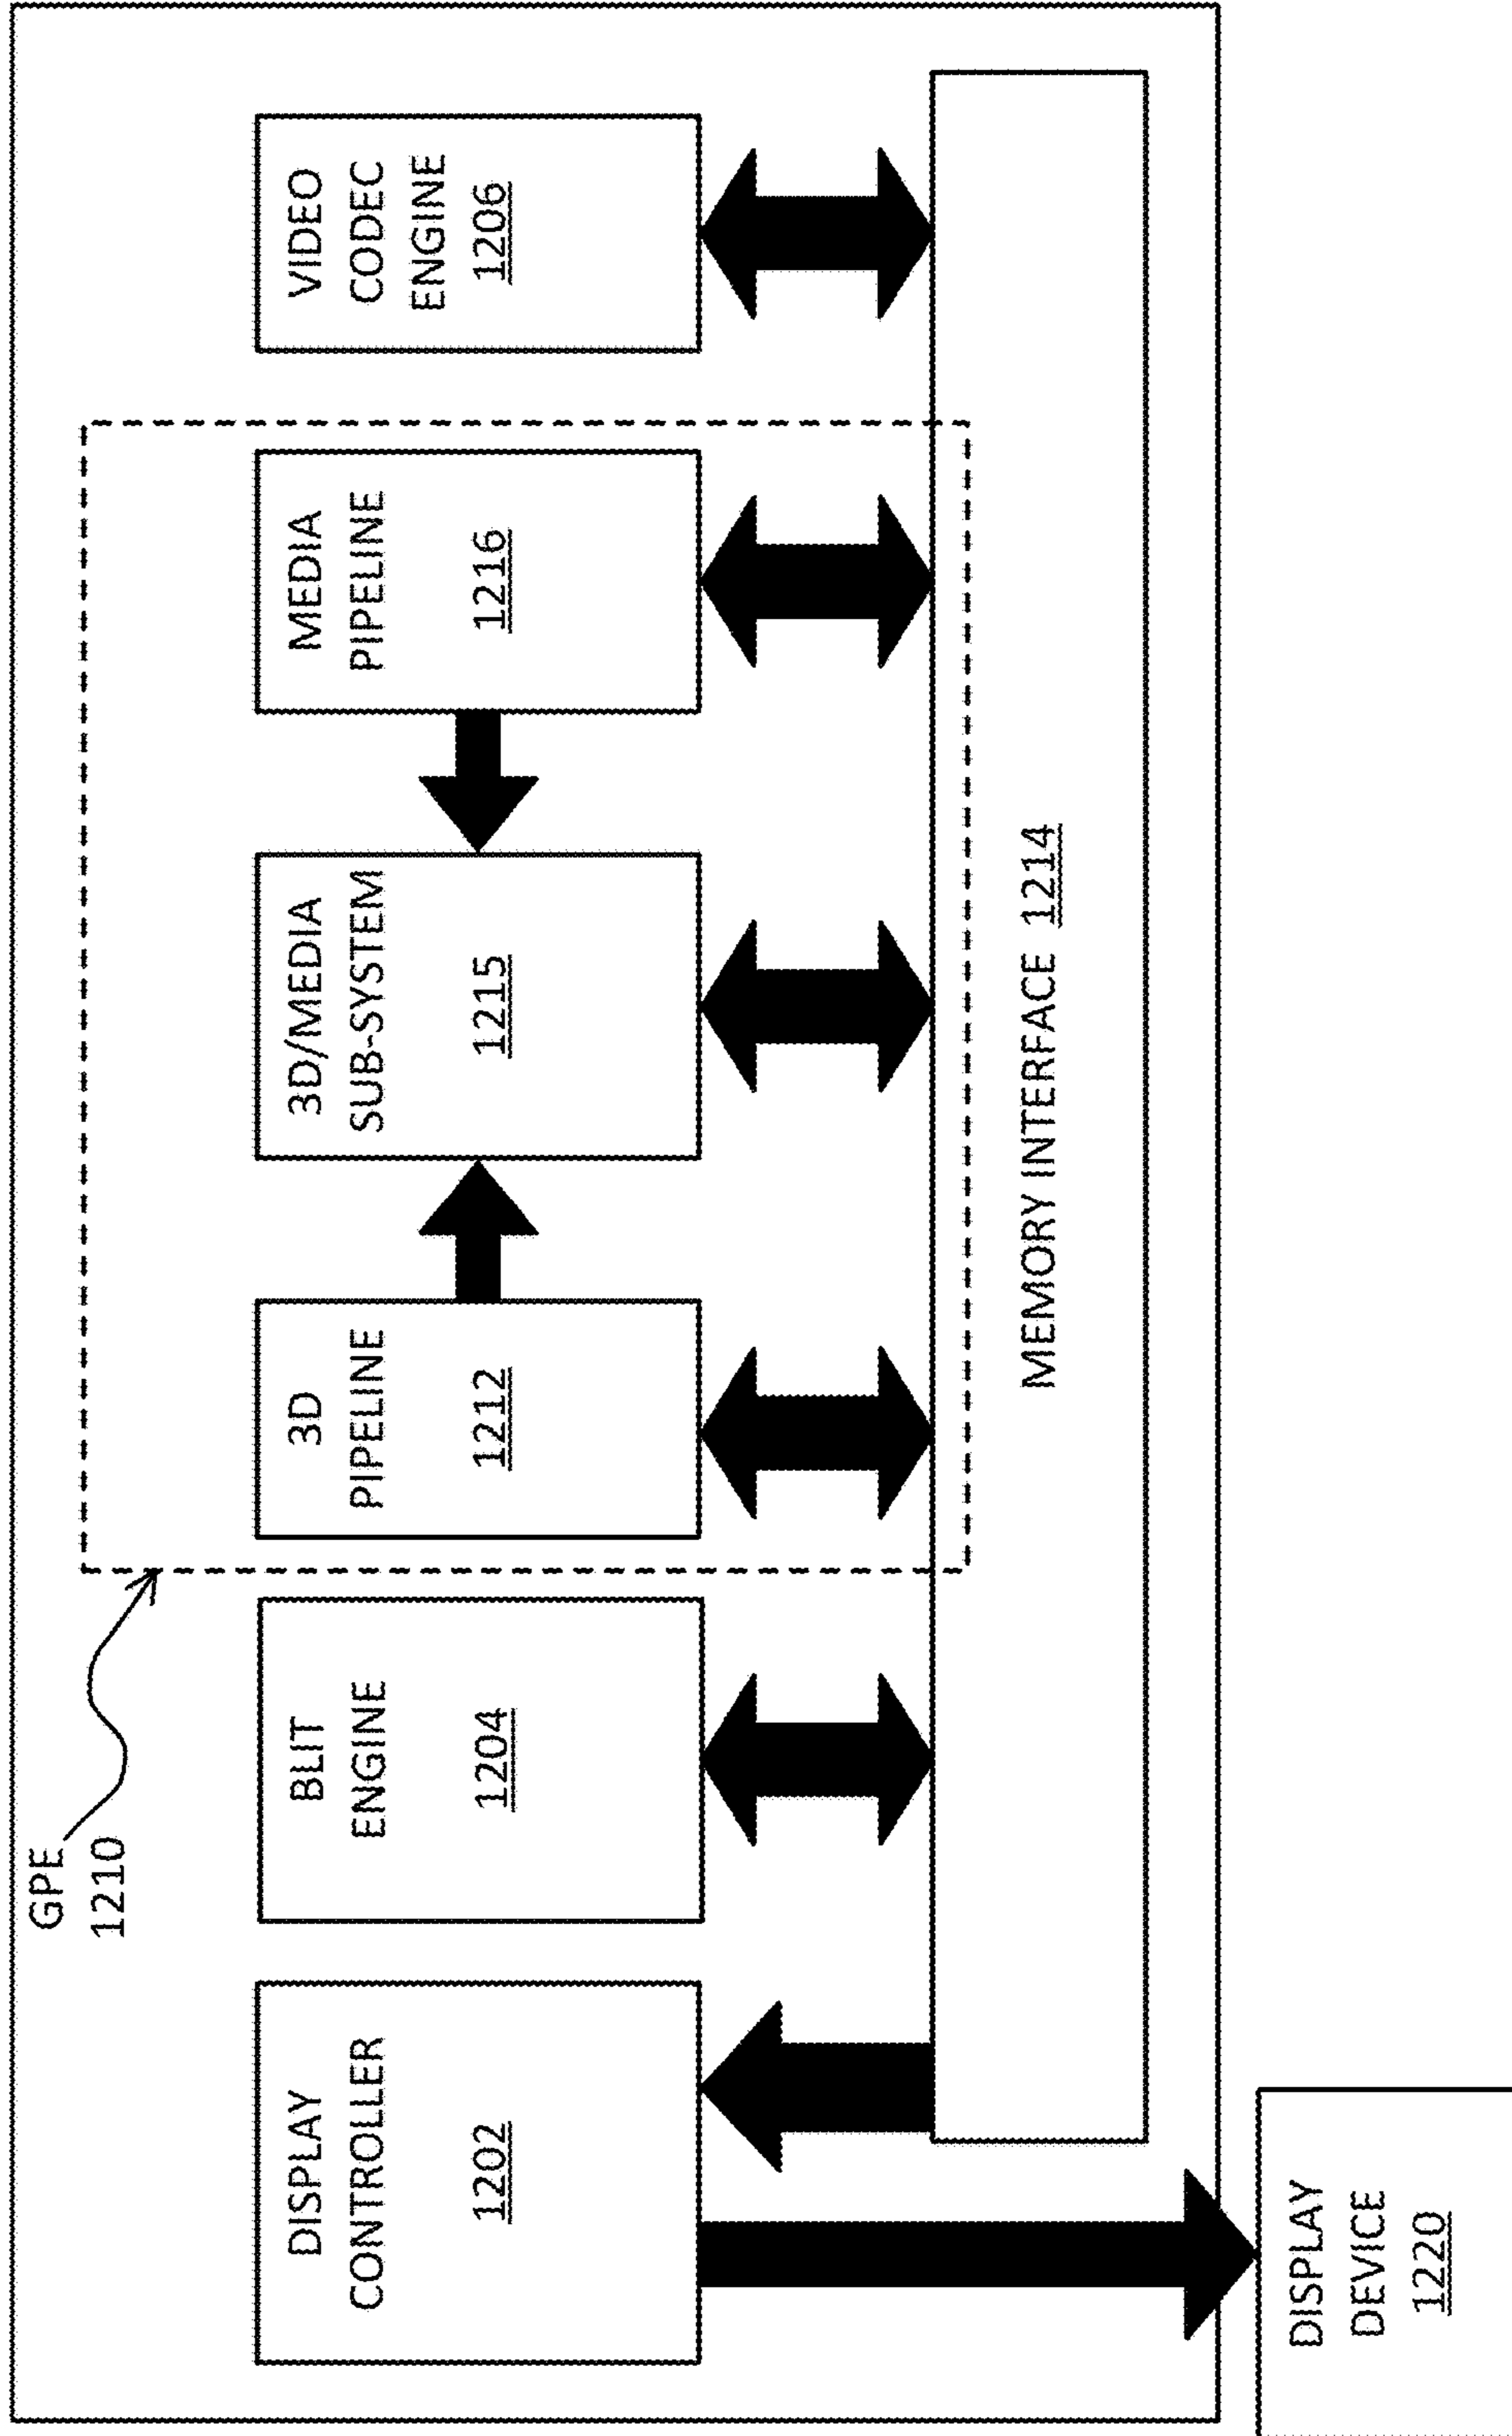 GPE
1210
DISPLAY
CONTROLLER
1202
BLIT
ENGINE
1204
3D
PIPELINE
1212
3D/MEDIA
SUB-SYSTEM
1215
MEDIA
PIPELINE
1216
VIDEO
CODEC
ENGINE
1206
MEMORY INTERFACE 1214
DISPLAY
DEVICE
1220